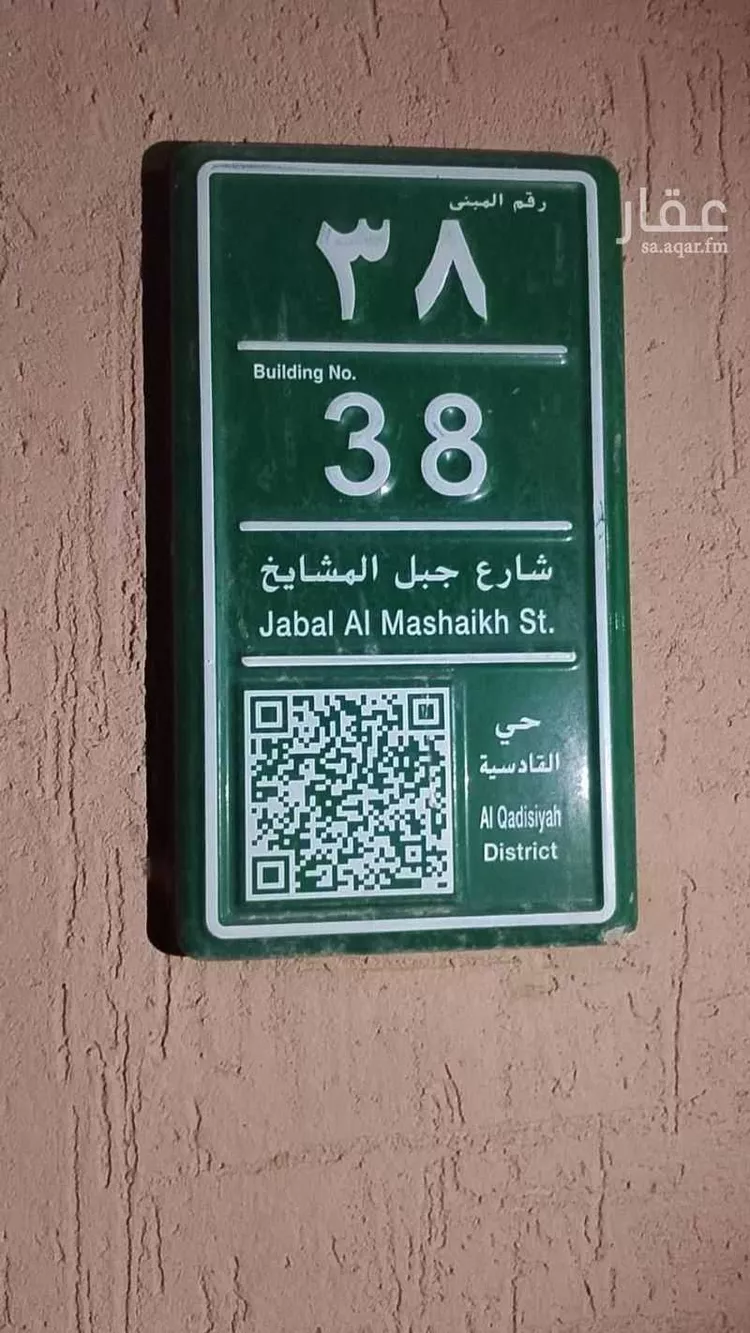 رقم المبنى
٣٨
Building No.
38
شارع جبل المشايخ
Jabal Al Mashaikh St.
حي
القادسية
Al Qadisiyah
District
عقار
sa.aqar.fm